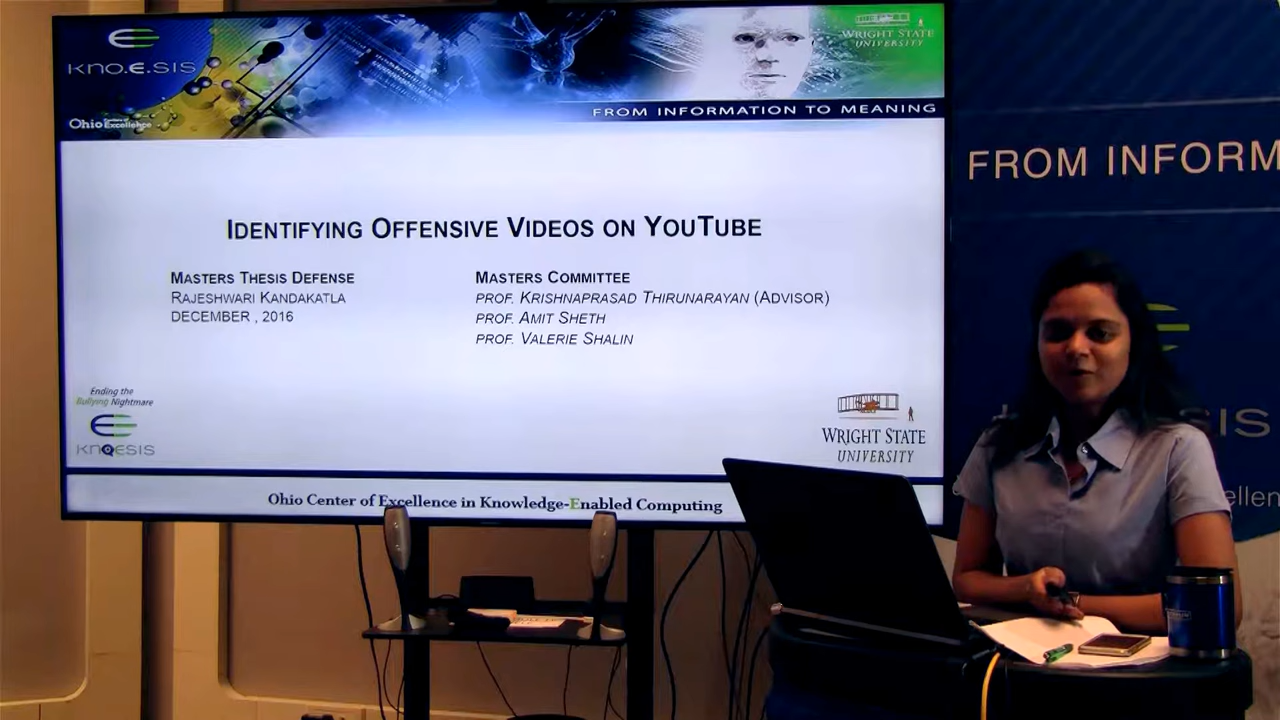 KNO.E.SIS
WRIGHT STATE
UNIVERSITY
Ohio Centers of
Excellence
FROM INFORMATION TO MEANING
FROM INFORM
IDENTIFYING OFFENSIVE VIDEOS ON YOUTUBE
MASTERS THESIS DEFENSE
RAJESHWARI KANDAKATLA
DECEMBER , 2016
MASTERS COMMITTEE
PROF. KRISHNAPRASAD THIRUNARAYAN (ADVISOR)
PROF. AMIT SHETH
PROF. VALERIE SHALIN
Ending the
Bullying Nightmare
KNOESIS
WRIGHT STATE
UNIVERSITY
SIS
ellen
Ohio Center of Excellence in Knowledge-Enabled Computing